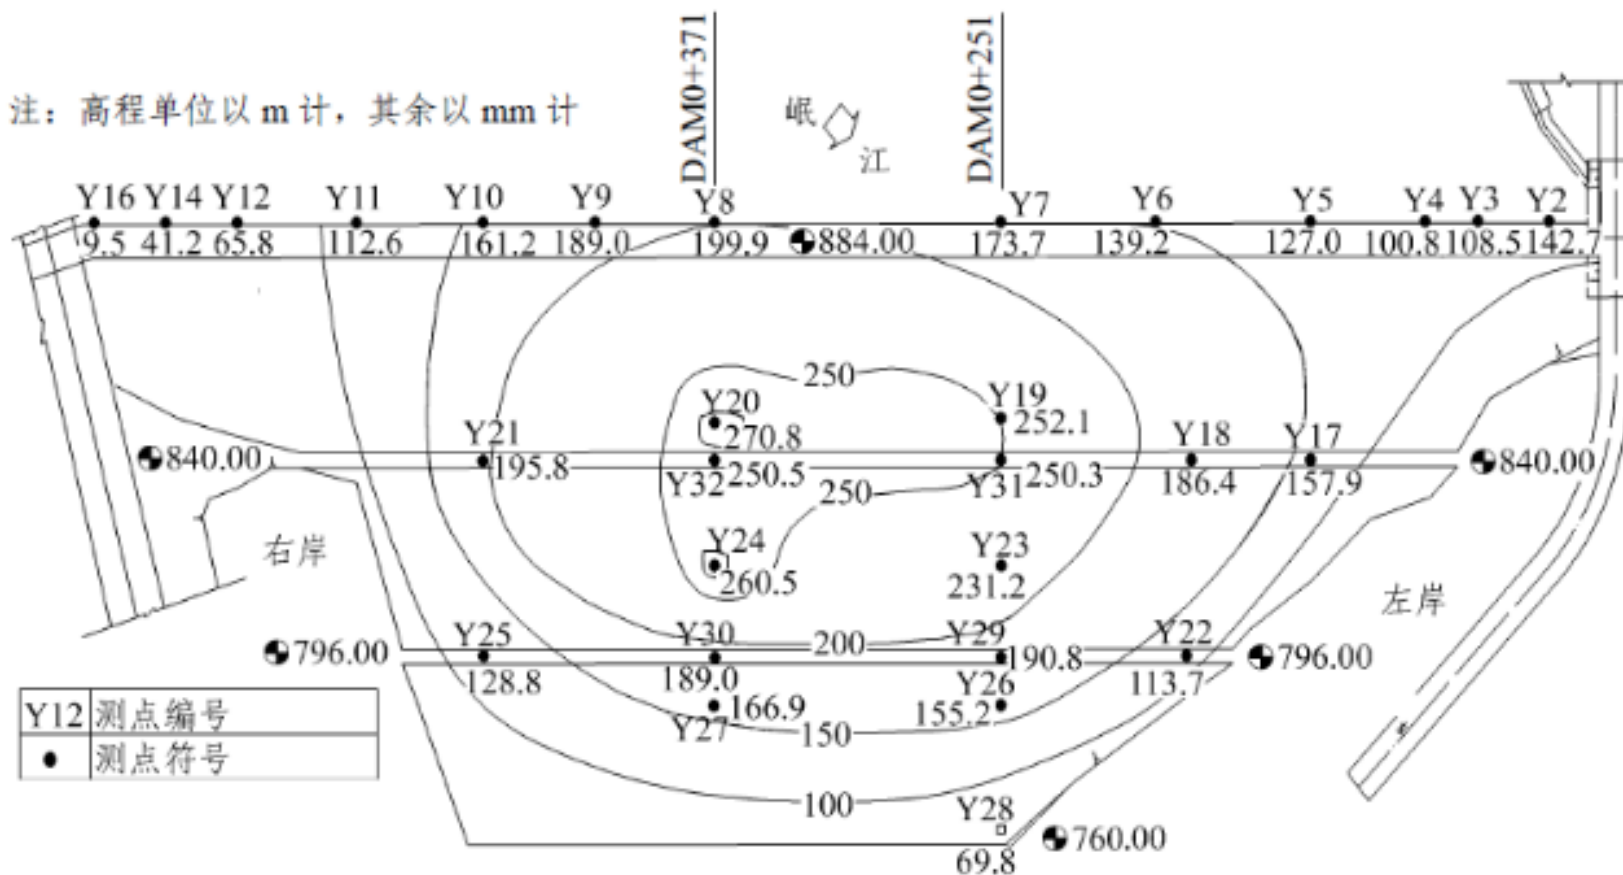 DAM0+371
DAM0+251
注：高程单位以 m 计，其余以 mm 计
岷
江
Y16 Y14 Y12 Y11 Y10 Y9 Y8 Y7 Y6 Y5 Y4 Y3 Y2
9.5 41.2 65.8 112.6 161.2 189.0 199.9 884.00 173.7 139.2 127.0 100.8 108.5 142.7
250
Y20 Y19
270.8 252.1
Y21 Y18 Y17
840.00 195.8 840.00
Y32 250.5 Y31 250.3 186.4 157.9
250
右岸
Y24 Y23
260.5 231.2
左岸
Y25 Y30 200 Y29 Y22
796.00 190.8 796.00
128.8 189.0 113.7
Y26
166.9 155.2
Y27 150
Y12 测点编号
测点符号
100
Y28
760.00
69.8